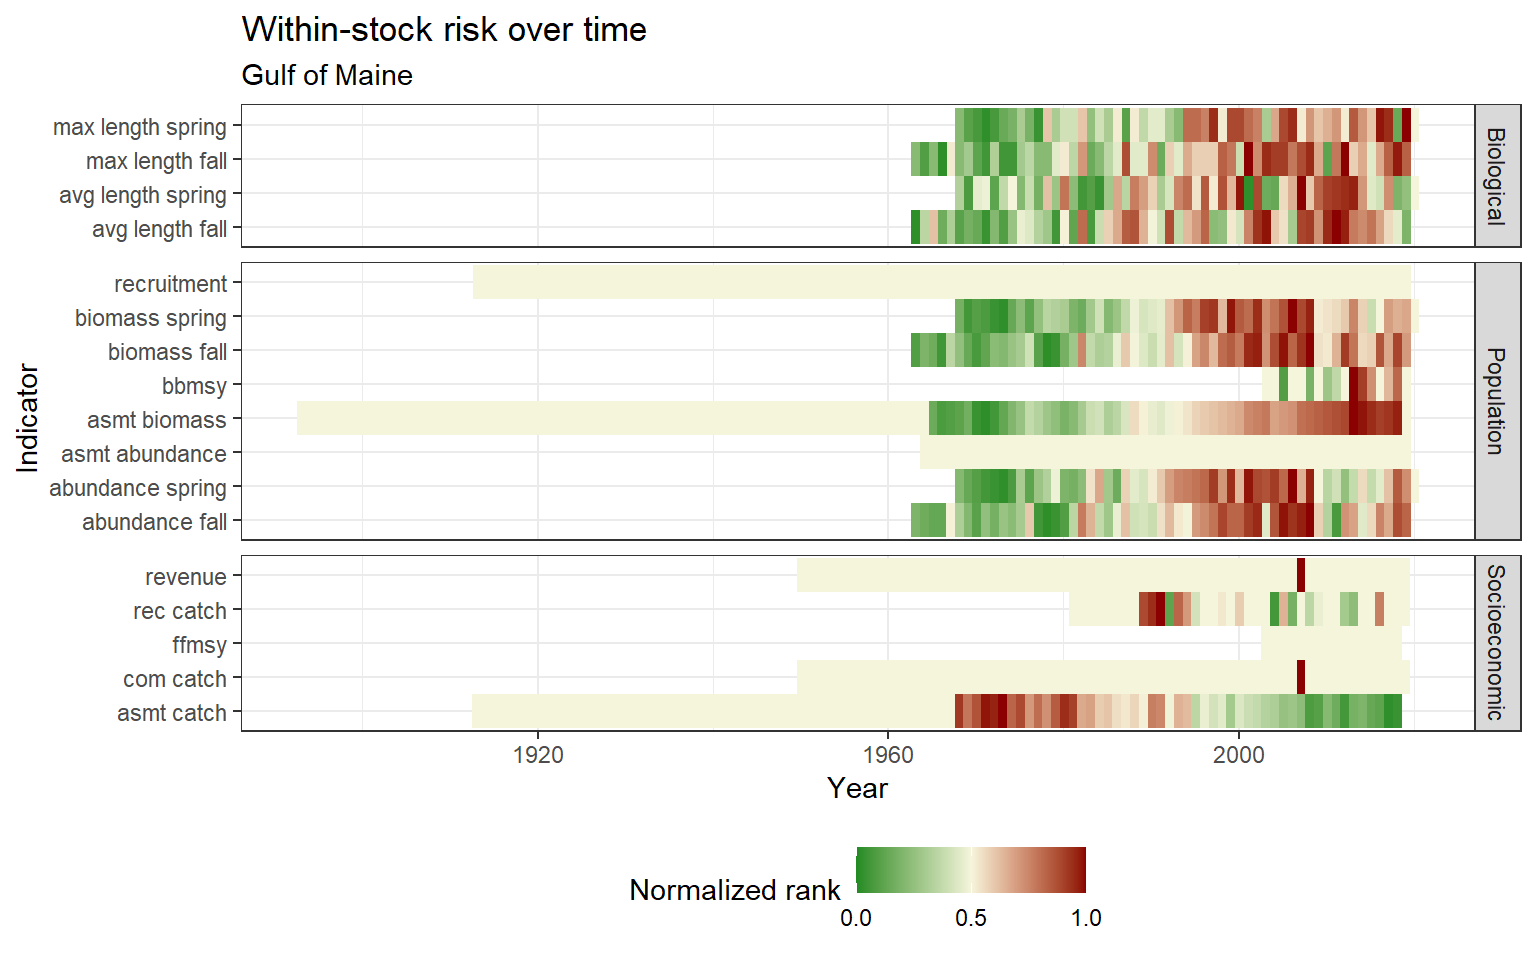 Within-stock risk over time
Gulf of Maine
max length spring
max length fall
avg length spring
avg length fall
Biological
recruitment
biomass spring
biomass fall
bbmsy
asmt biomass
asmt abundance
abundance spring
abundance fall
Population
revenue
rec catch
ffmsy
com catch
asmt catch
Socioeconomic
Indicator
1920 1960 2000
Year
Normalized rank
0.0 0.5 1.0